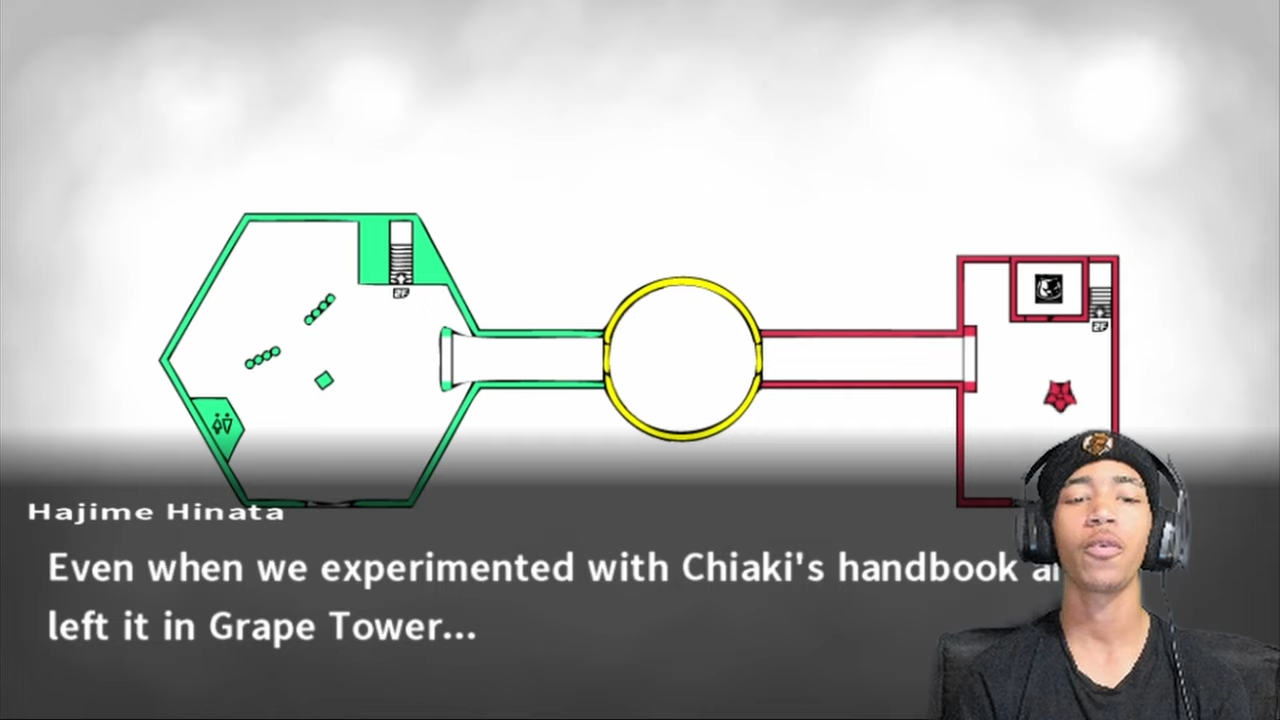 2F
2F
Hajime Hinata
Even when we experimented with Chiaki's handbook
left it in Grape Tower...